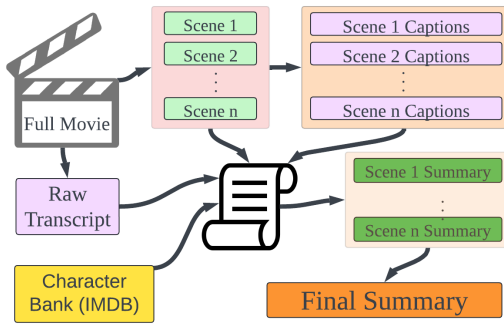 Full Movie
Scene 1
Scene 2
Scene n
Scene 1 Captions
Scene 2 Captions
Scene n Captions
Raw
Transcript
Character
Bank (IMDB)
Scene 1 Summary
Scene n Summary
Final Summary